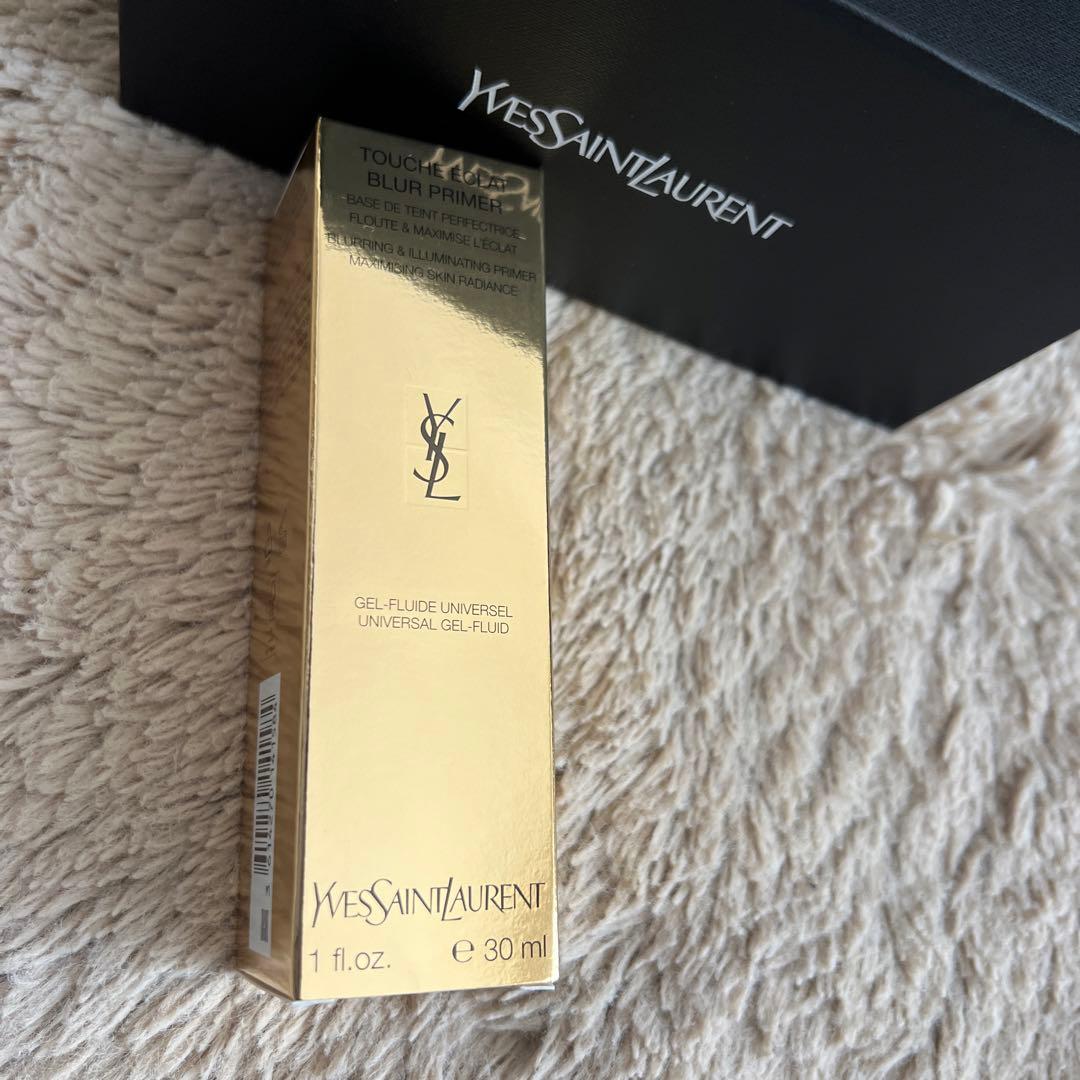 YVESSAINTLAURENT
TOUCHE ÉCLAT
BLUR PRIMER
BASE DE TEINT PERFECTRICE
FLOUTE & MAXIMISE L'ÉCLAT
BLURRING & ILLUMINATING PRIMER
MAXIMISING SKIN RADIANCE
YSL
GEL-FLUIDE UNIVERSEL
UNIVERSAL GEL-FLUID
YVESSAINTLAURENT
1 fl.oz. ℮ 30 ml